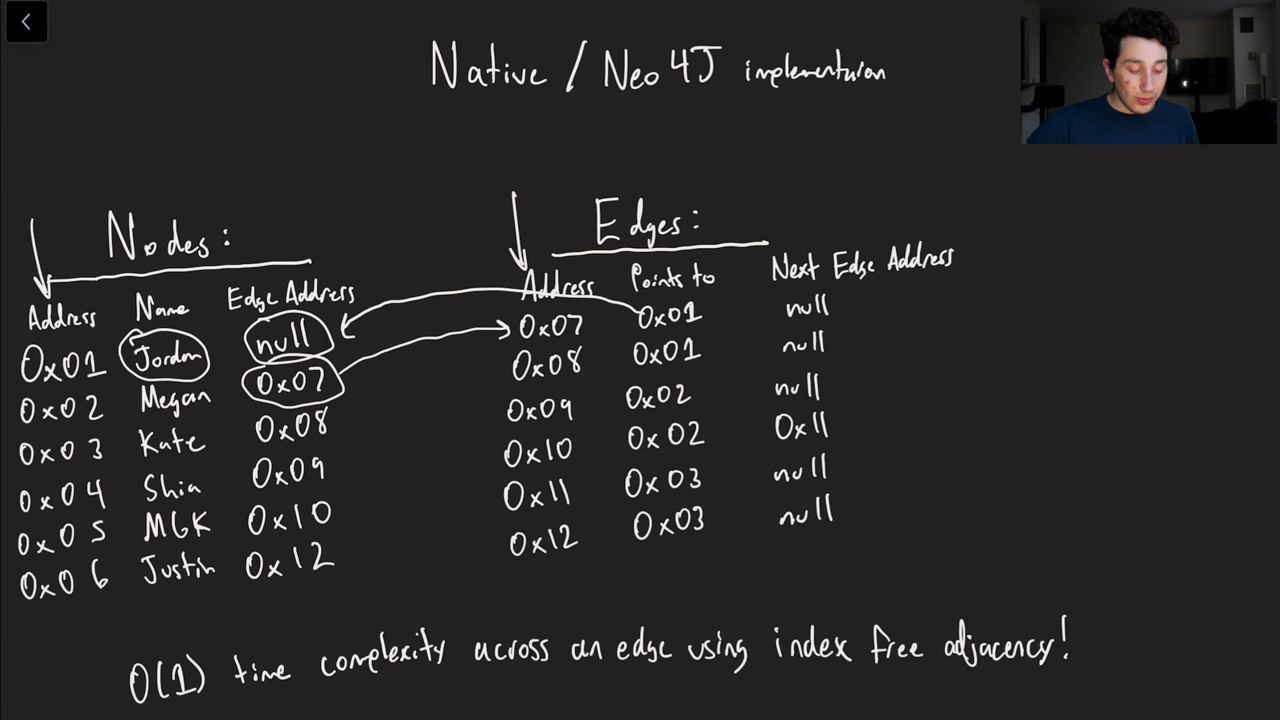 Native / Neo4J implementaion
Nodes:
Address Name Edge Address
0x01 Jordan null
0x02 Megan 0x07
0x03 Kate 0x08
0x04 Shia 0x09
0x05 MGK 0x10
0x06 Justin 0x12
Edges:
Address Points to Next Edge Address
0x07 0x01 null
0x08 0x01 null
0x09 0x02 null
0x10 0x02 0x11
0x11 0x03 null
0x12 0x03 null
O(1) time complexity across an edge using index free adjacency!